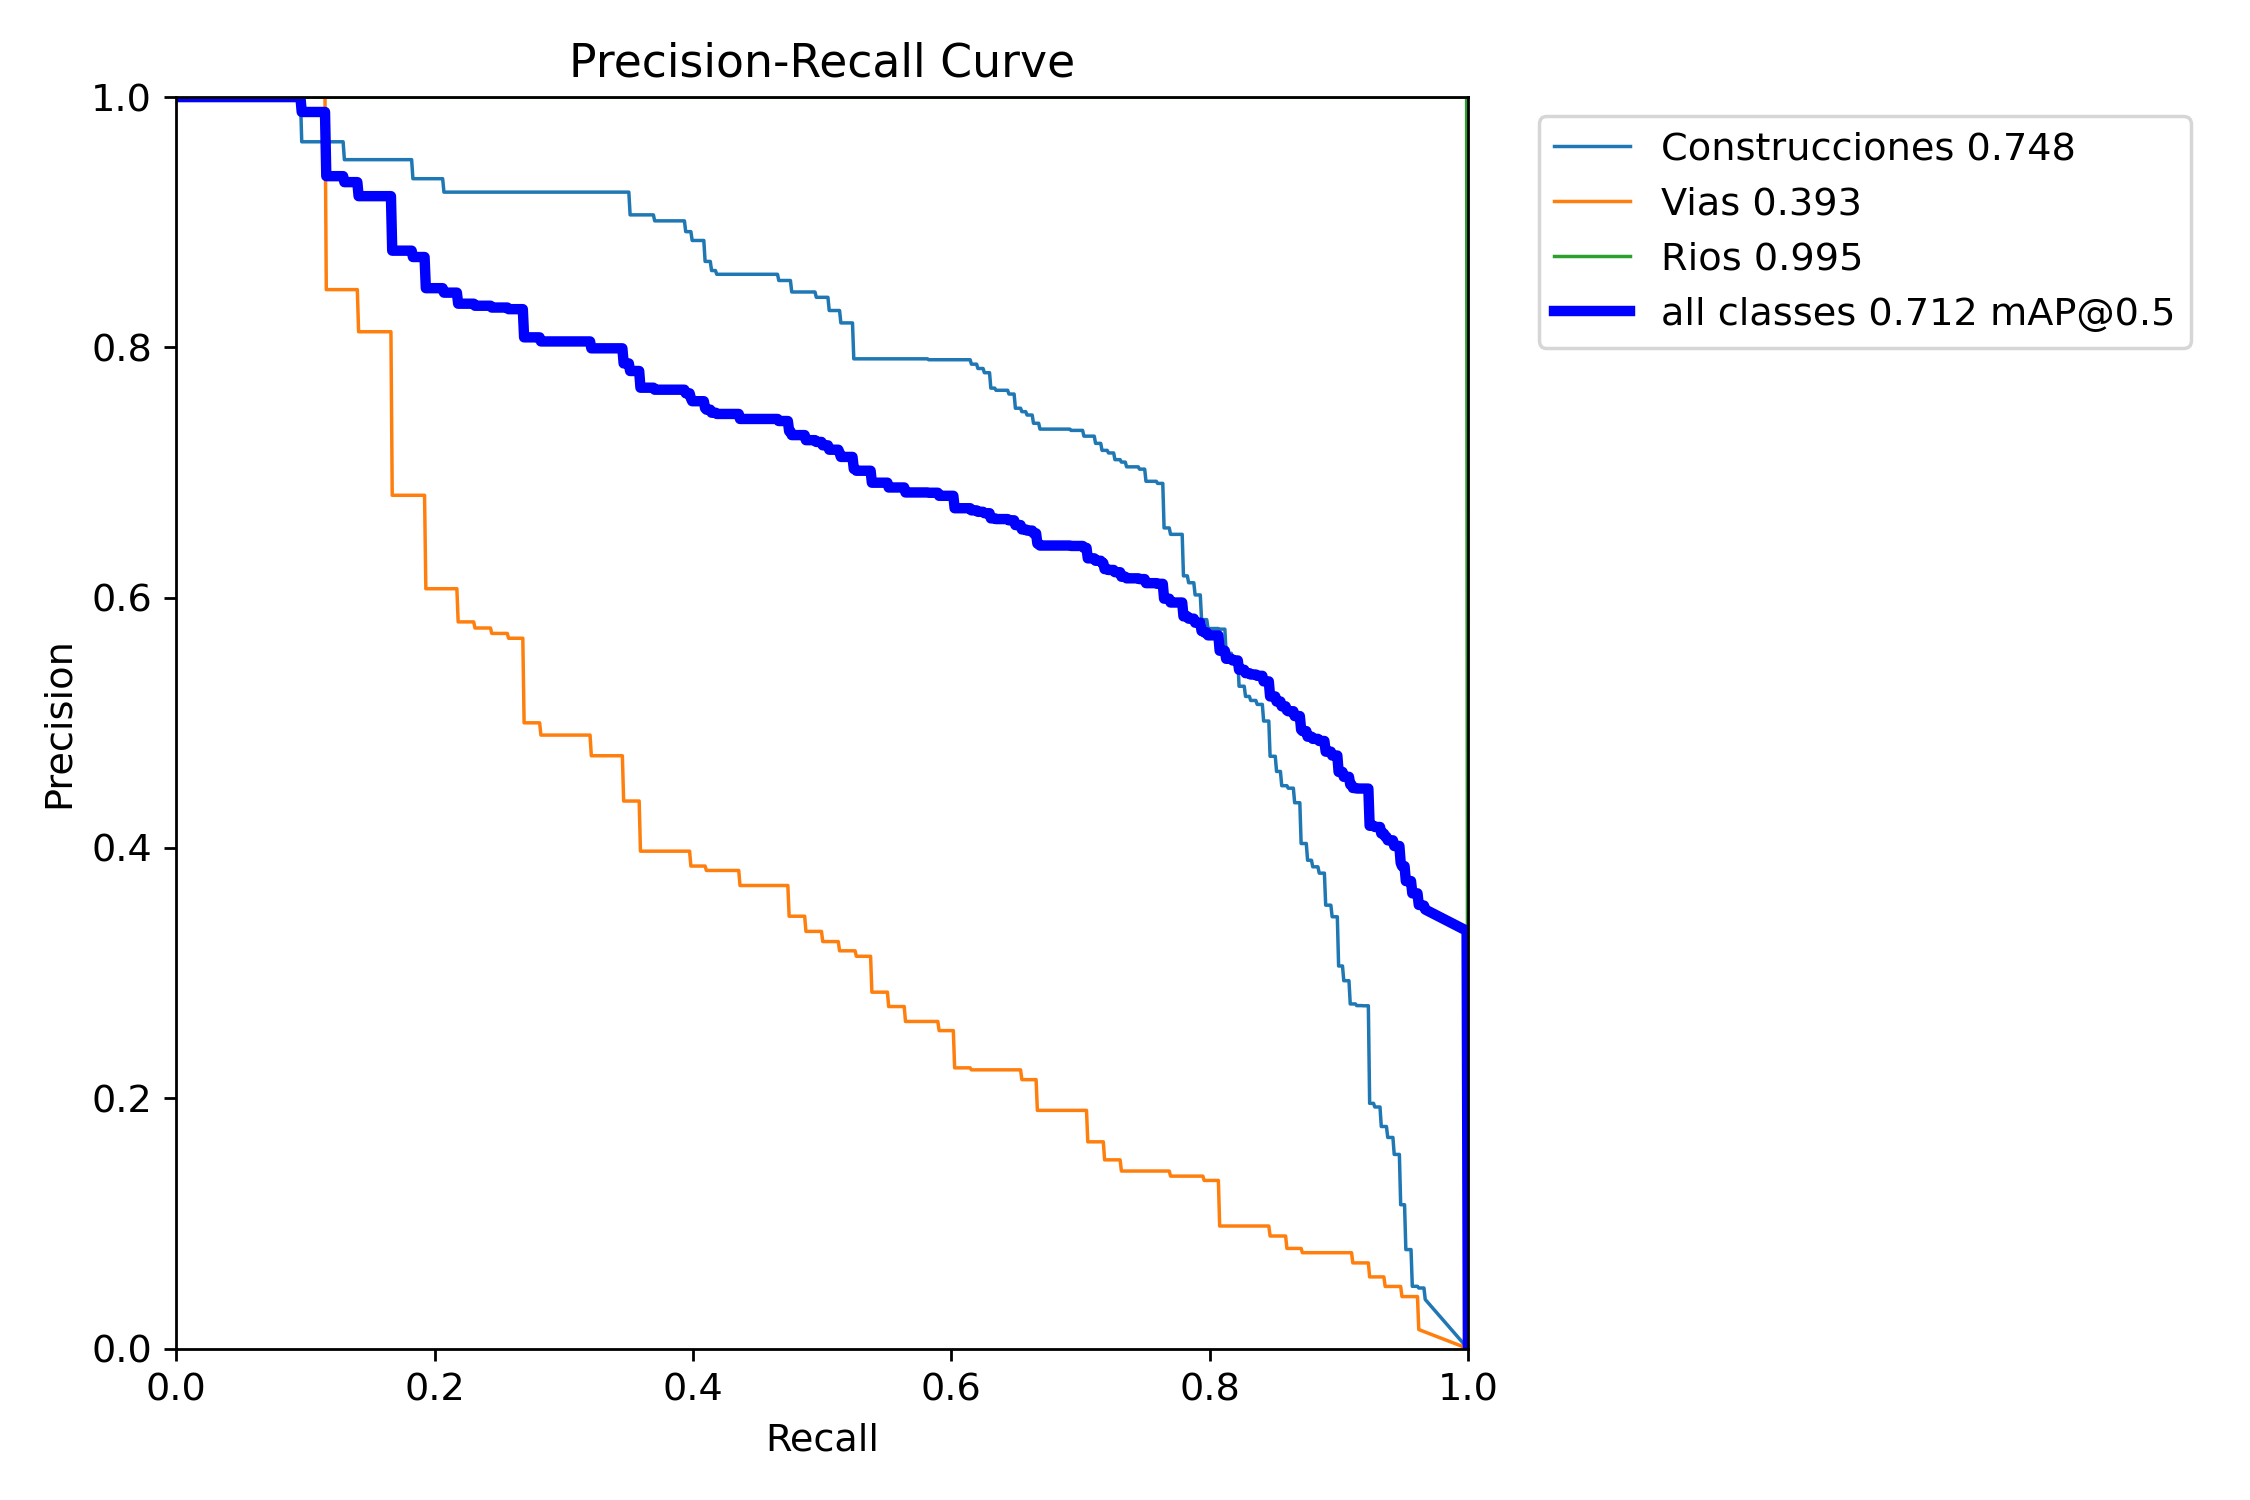 Precision-Recall Curve
1.0
0.8
0.6
0.4
0.2
0.0
Precision
0.0 0.2 0.4 0.6 0.8 1.0
Recall
Construcciones 0.748
Vias 0.393
Rios 0.995
all classes 0.712 mAP@0.5